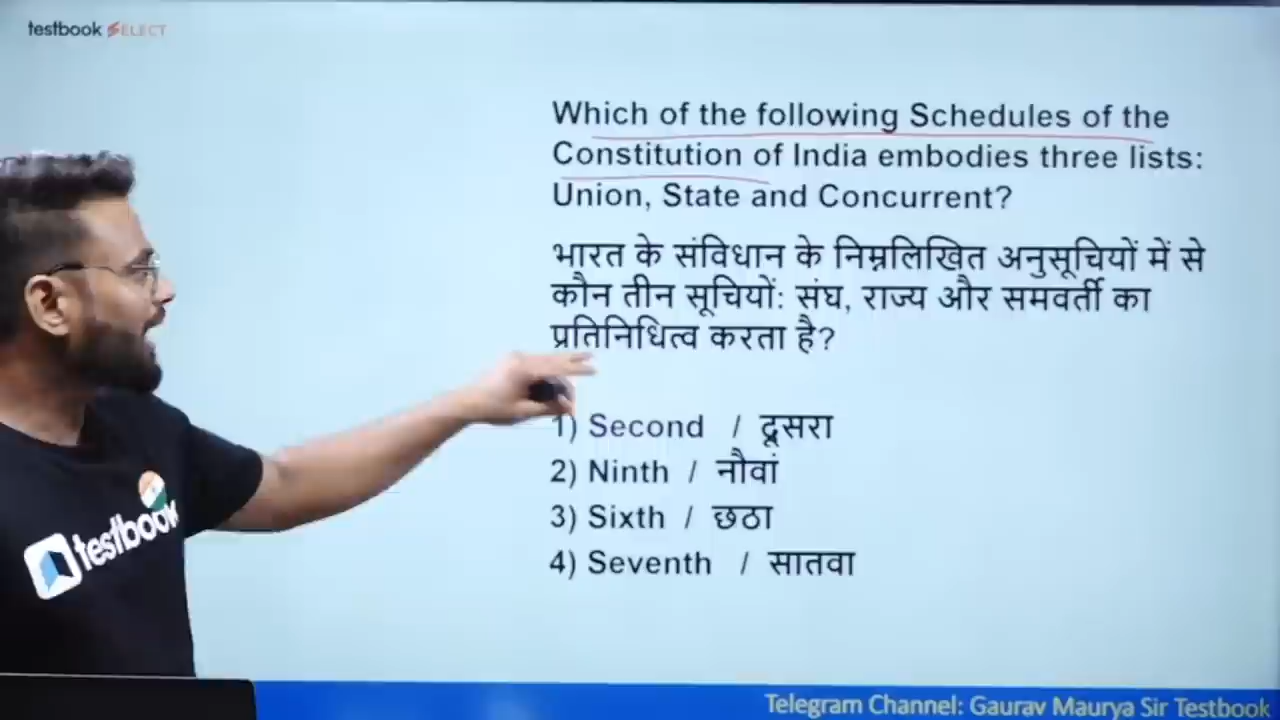 testbook SELECT
Which of the following Schedules of the
Constitution of India embodies three lists:
Union, State and Concurrent?
भारत के संविधान के निम्नलिखित अनुसूचियों में से
कौन तीन सूचियों: संघ, राज्य और समवर्ती का
प्रतिनिधित्व करता है?
1) Second / दूसरा
2) Ninth / नौवां
3) Sixth / छठा
4) Seventh / सातवा
testbook
Telegram Channel: Gaurav Maurya Sir Testbook